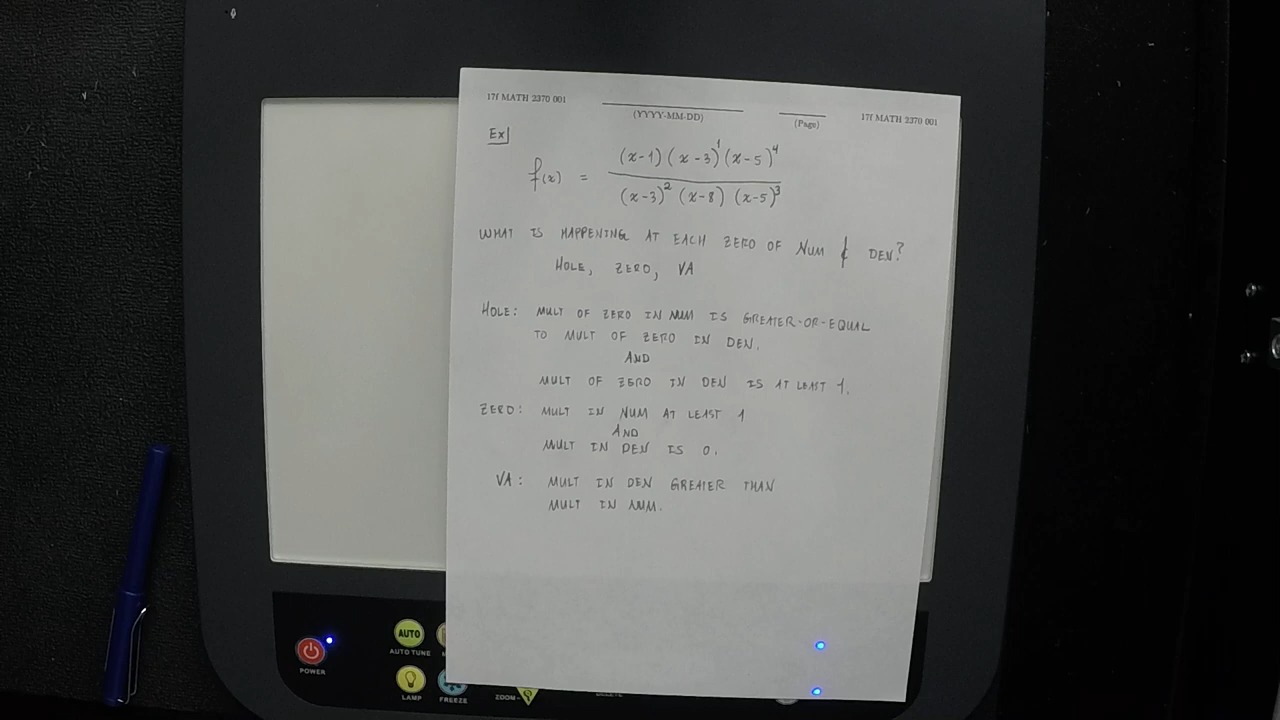 17f MATH 2370 001
(YYYY-MM-DD)
(Page)
17f MATH 2370 001
Ex
f(x) = (x-1)(x-3)^1(x-5)^4 / (x-3)^2 (x-8) (x-5)^3
WHAT IS HAPPENING AT EACH ZERO OF NUM & DEN?
HOLE, ZERO, VA
HOLE: MULT OF ZERO IN NUM IS GREATER-OR-EQUAL
TO MULT OF ZERO IN DEN.
AND
MULT OF ZERO IN DEN IS AT LEAST 1.
ZERO: MULT IN NUM AT LEAST 1
AND
MULT IN DEN IS 0.
VA: MULT IN DEN GREATER THAN
MULT IN NUM.
POWER
AUTO
AUTO TUNE
LAMP
FREEZE
ZOOM-